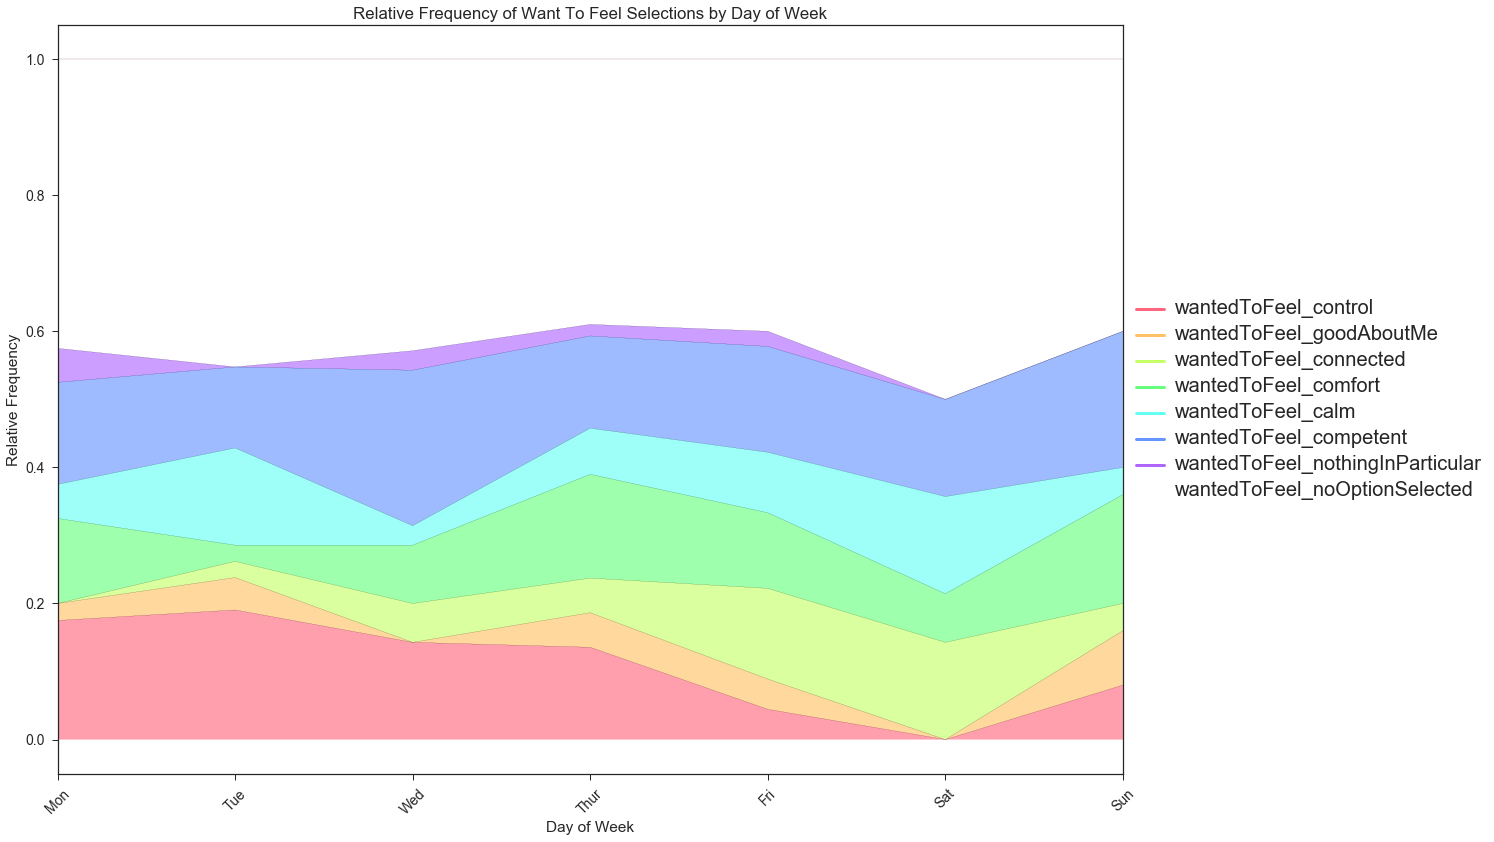 Relative Frequency of Want To Feel Selections by Day of Week
1.0
0.8
0.6
0.4
0.2
0.0
Relative Frequency
Mon
Tue
Wed
Thur
Fri
Sat
Sun
Day of Week
wantedToFeel_control
wantedToFeel_goodAboutMe
wantedToFeel_connected
wantedToFeel_comfort
wantedToFeel_calm
wantedToFeel_competent
wantedToFeel_nothingInParticular
wantedToFeel_noOptionSelected